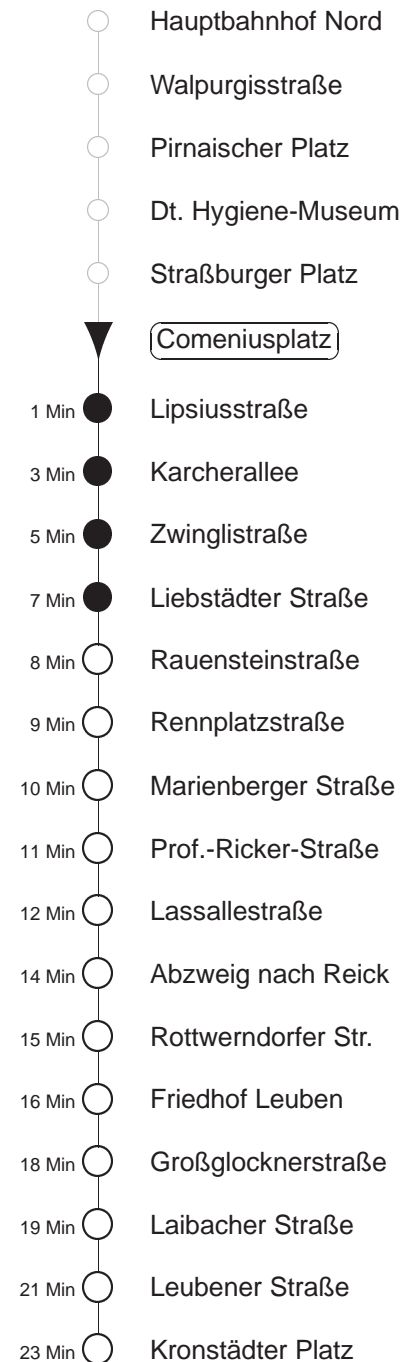 Hauptbahnhof Nord
Walpurgisstraße
Pirnaischer Platz
Dt. Hygiene-Museum
Straßburger Platz
Comeniusplatz
1 Min Lipsiusstraße
3 Min Karcherallee
5 Min Zwinglistraße
7 Min Liebstädter Straße
8 Min Rauensteinstraße
9 Min Rennplatzstraße
10 Min Marienberger Straße
11 Min Prof.-Ricker-Straße
12 Min Lassallestraße
14 Min Abzweig nach Reick
15 Min Rottwerndorfer Str.
16 Min Friedhof Leuben
18 Min Großglocknerstraße
19 Min Laibacher Straße
21 Min Leubener Straße
23 Min Kronstädter Platz